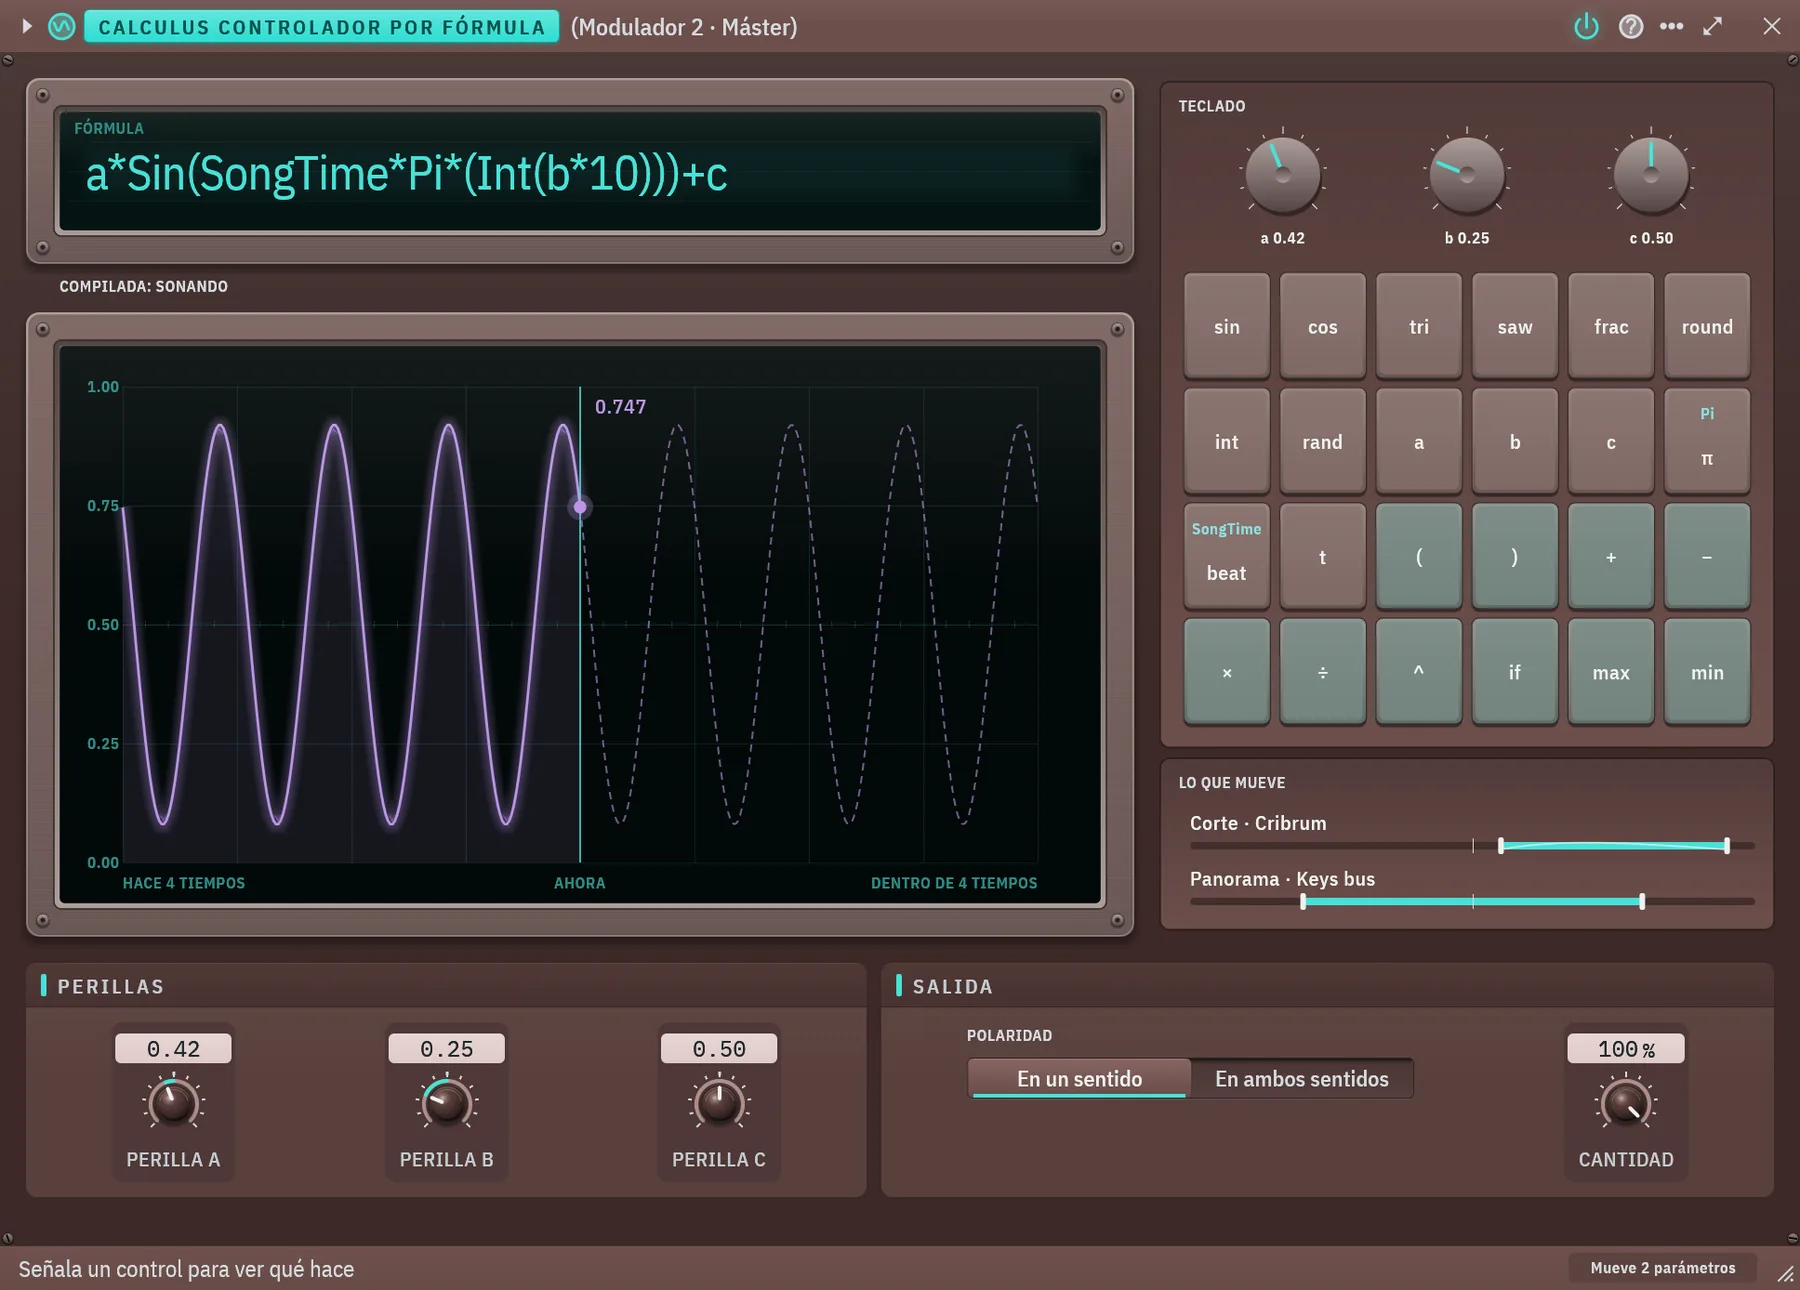 CALCULUS CONTROLADOR POR FÓRMULA (Modulador 2 · Máster)
FÓRMULA
a*Sin(SongTime*Pi*(Int(b*10)))+c
COMPILADA: SONANDO
1.00
0.747
0.75
0.50
0.25
0.00
HACE 4 TIEMPOS AHORA DENTRO DE 4 TIEMPOS
TECLADO
a 0.42 b 0.25 c 0.50
sin cos tri saw frac round
Pi
int rand a b c π
SongTime
beat t ( ) + −
× ÷ ^ if max min
LO QUE MUEVE
Corte · Cribrum
Panorama · Keys bus
PERILLAS
0.42 0.25 0.50
PERILLA A PERILLA B PERILLA C
SALIDA
POLARIDAD
En un sentido En ambos sentidos
100 %
CANTIDAD
Señala un control para ver qué hace
Mueve 2 parámetros